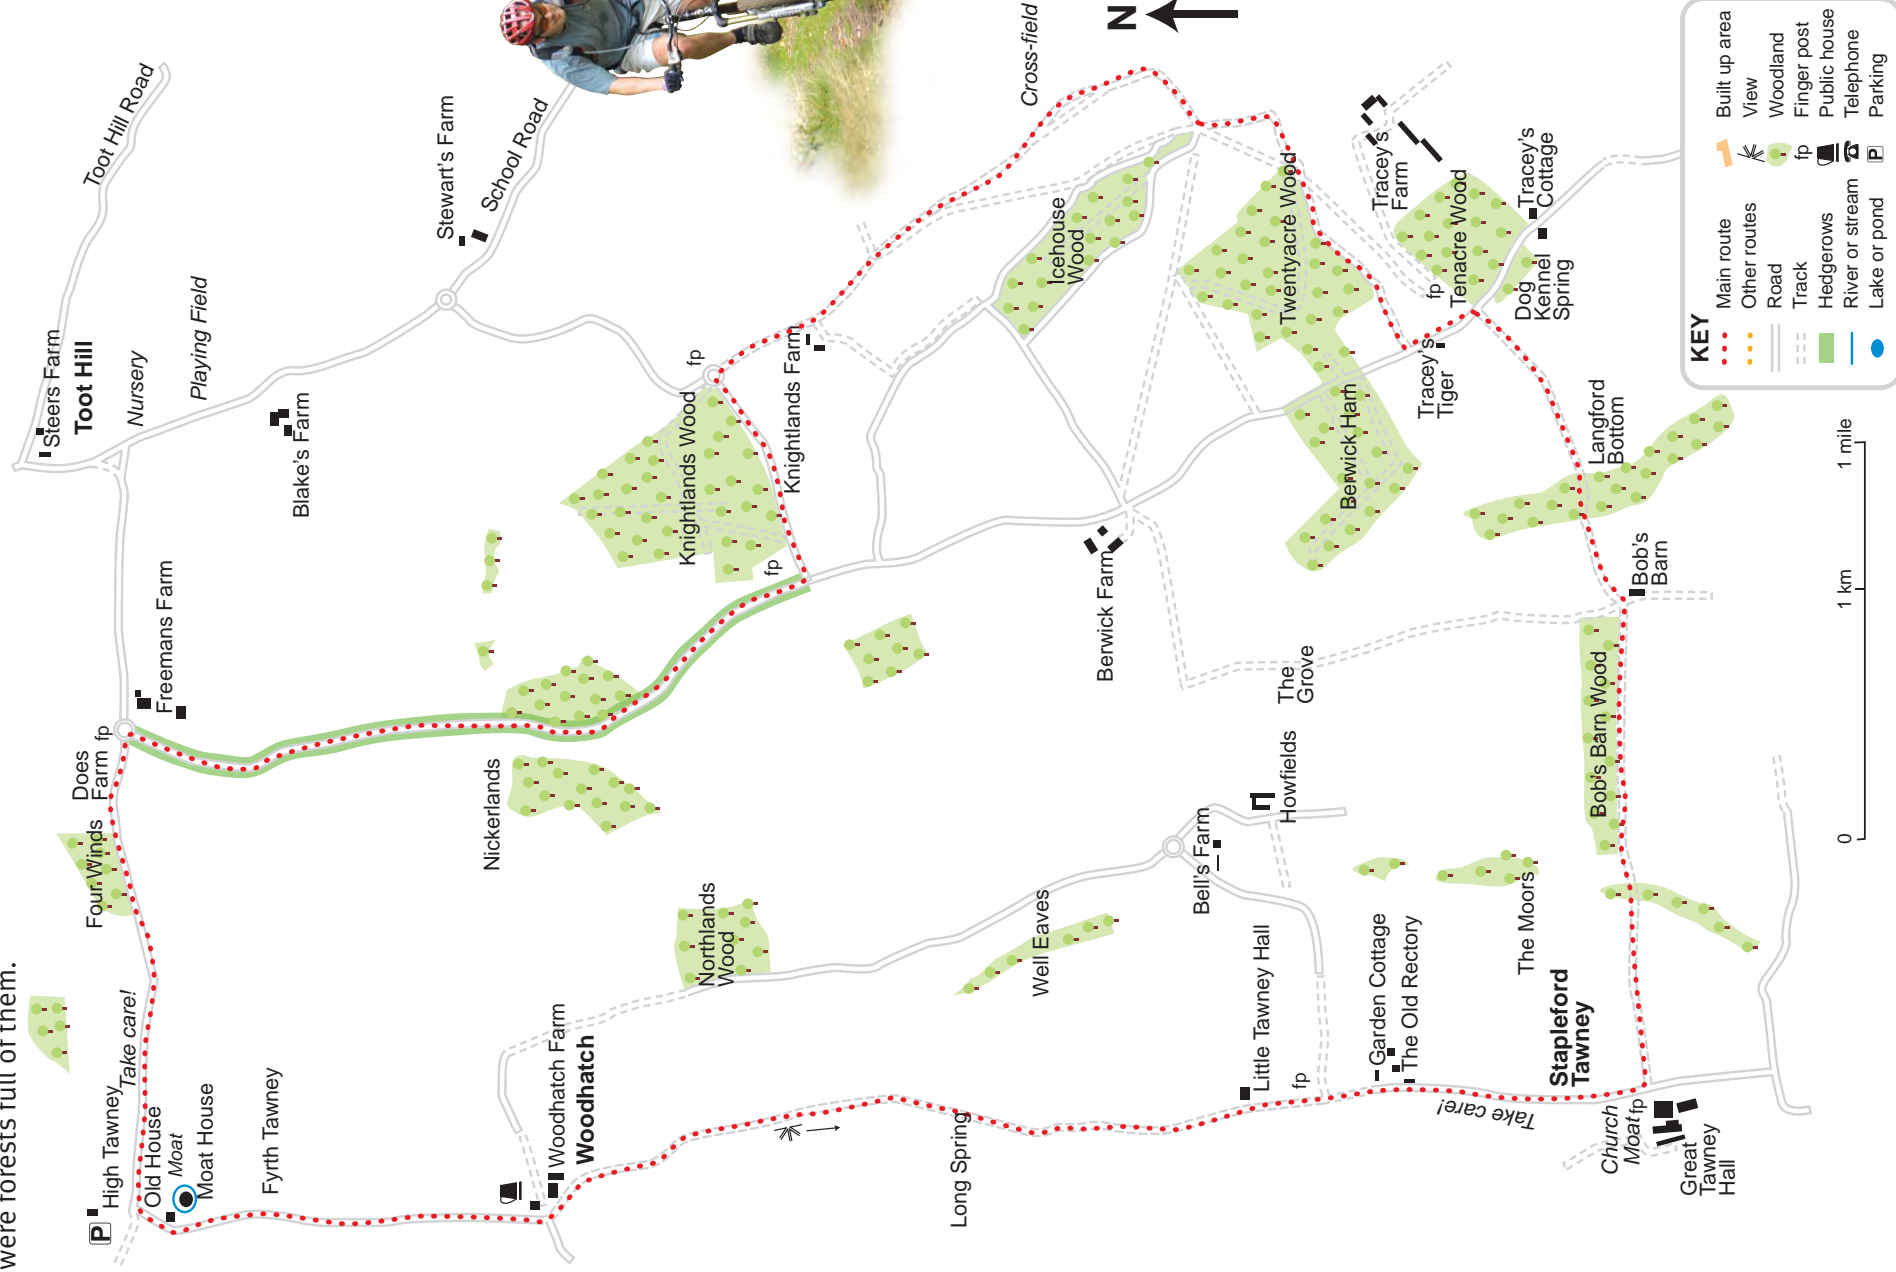 were forests full of them.
Toot Hill Road
Steers Farm
Toot Hill
Nursery
Playing Field
Stewart's Farm
School Road
Blake's Farm
Freemans Farm
Does
Farm
fp
Four Winds
Take care!
High Tawney
P
Old House
Moat
Moat House
Fyrth Tawney
Nickerlands
Knightlands Wood
fp
fp
Knightlands Farm
Northlands
Wood
Woodhatch Farm
Woodhatch
Long Spring
Well Eaves
Berwick Farm
Icehouse
Wood
Cross-field
N
Twentyacre Wood
Berwick Ham
The
Grove
Howfields
Bell's Farm
Little Tawney Hall
fp
Garden Cottage
The Old Rectory
Take care!
The Moors
Stapleford
Tawney
Church
Moat
fp
Great
Tawney
Hall
Bob's Barn Wood
Bob's
Barn
Langford
Bottom
Tracey's
Tiger
fp
Tenacre Wood
Dog
Kennel
Spring
Tracey's
Farm
Tracey's
Cottage
KEY
Main route
Other routes
Road
Track
Hedgerows
River or stream
Lake or pond
Built up area
View
Woodland
fp Finger post
Public house
Telephone
P Parking
0 1 km 1 mile